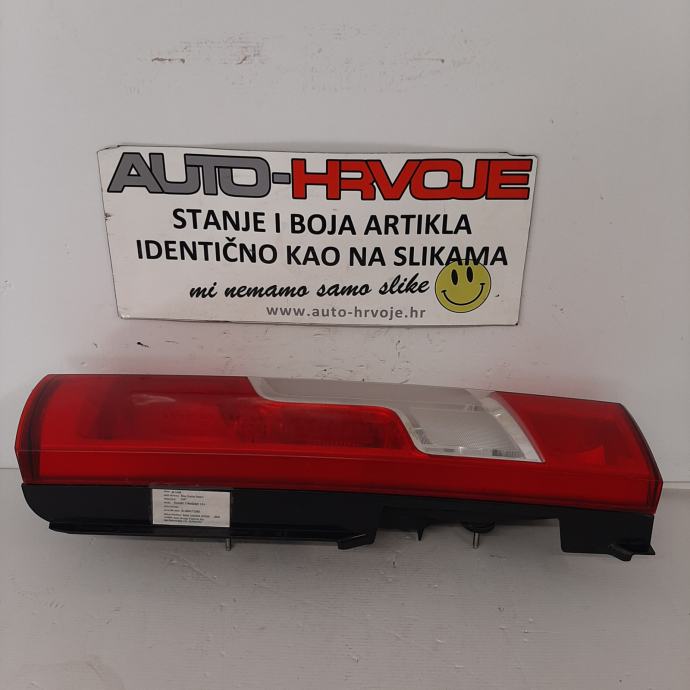 AUTO-HRVOJE
STANJE I BOJA ARTIKLA
IDENTIČNO KAO NA SLIKAMA
mi nemamo samo slike
www.auto-hrvoje.hr